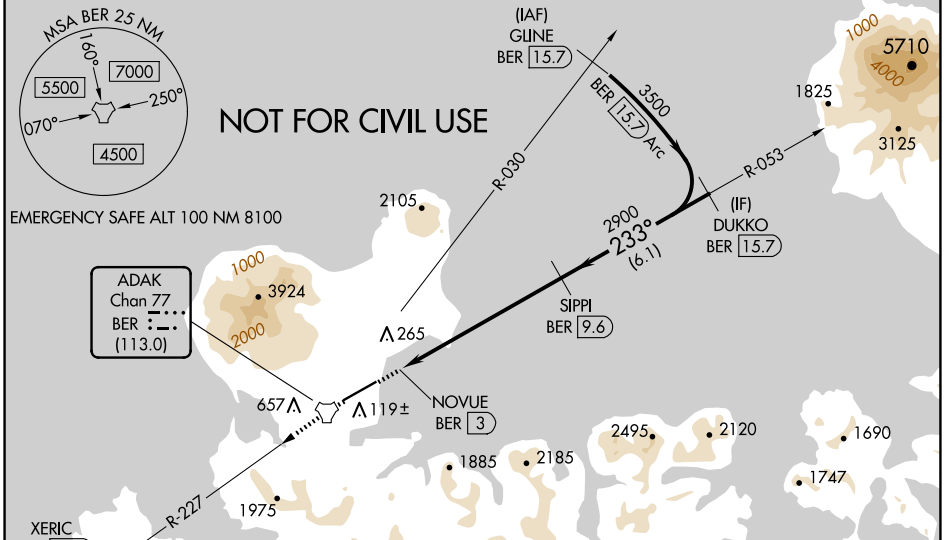 MSA BER 25 NM
160°
5500
7000
250°
070°
4500
NOT FOR CIVIL USE
EMERGENCY SAFE ALT 100 NM 8100
(IAF)
GLINE
BER 15.7
3500
BER 15.7 Arc
R-030
1000
5710
4000
1825
3125
R-053
(IF)
DUKKO
BER 15.7
2900
233°
(6.1)
SIPPI
BER 9.6
2105
1000
3924
2000
ADAK
Chan 77
BER
(113.0)
265
657
119±
NOVUE
BER 3
2495
2120
1690
1885
2185
1747
1975
R-227
XERIC